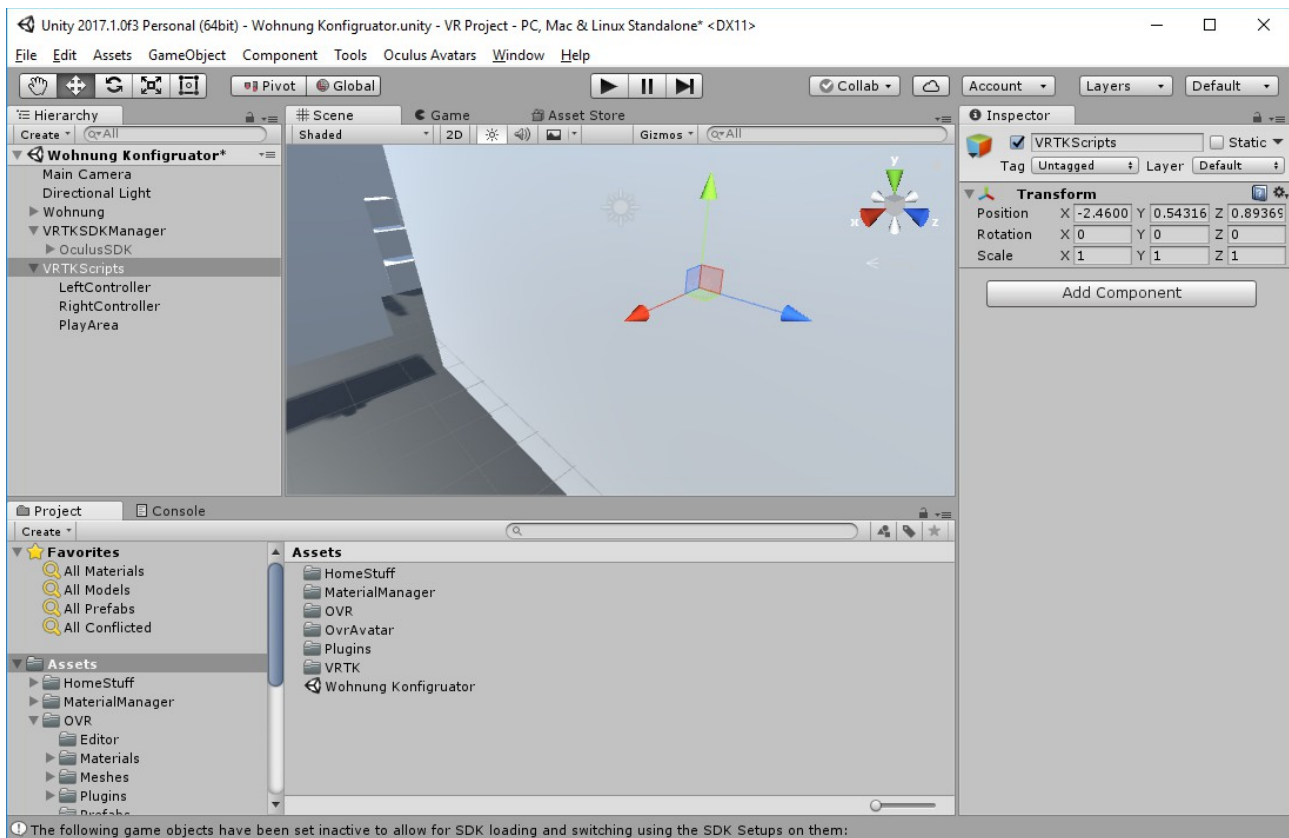 Unity 2017.1.0f3 Personal (64bit) - Wohnung Konfigruator.unity - VR Project - PC, Mac & Linux Standalone* <DX11>
File Edit Assets GameObject Component Tools Oculus Avatars Window Help
Pivot Global Collab Account Layers Default
Hierarchy
Create All
Wohnung Konfigruator*
Main Camera
Directional Light
Wohnung
VRTKSDKManager
OculusSDK
VRTKScripts
LeftController
RightController
PlayArea
Scene Game Asset Store
Shaded 2D Gizmos All
y
x z
Inspector
VRTKScripts Static
Tag Untagged Layer Default
Transform
Position X -2.4600 Y 0.54316 Z 0.89369
Rotation X 0 Y 0 Z 0
Scale X 1 Y 1 Z 1
Add Component
Project Console
Create
Favorites
All Materials
All Models
All Prefabs
All Conflicted
Assets
HomeStuff
MaterialManager
OVR
Editor
Materials
Meshes
Plugins
Prefabs
Assets
HomeStuff
MaterialManager
OVR
OvrAvatar
Plugins
VRTK
Wohnung Konfigruator
The following game objects have been set inactive to allow for SDK loading and switching using the SDK Setups on them: